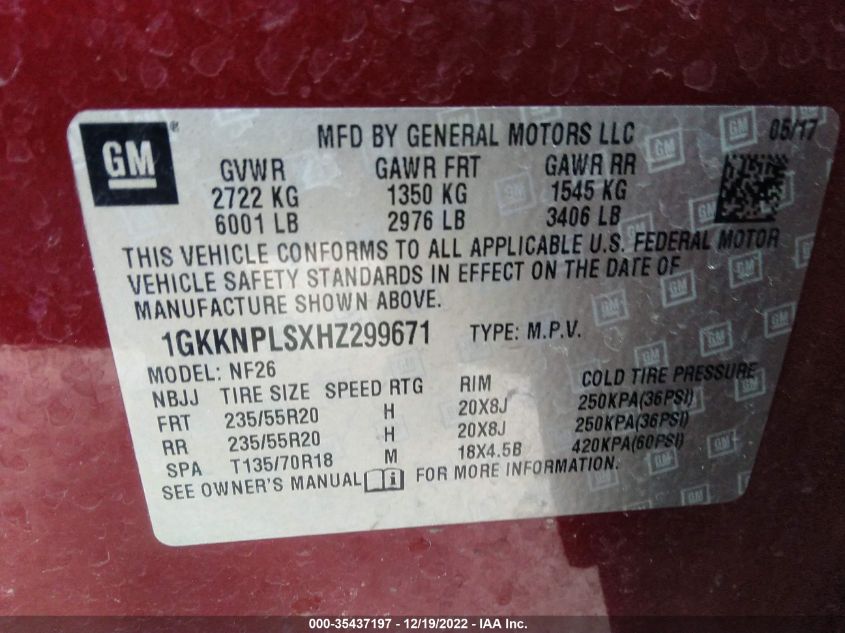 GM
MFD BY GENERAL MOTORS LLC 05/17
GVWR GAWR FRT GAWR RR
2722 KG 1350 KG 1545 KG
6001 LB 2976 LB 3406 LB
THIS VEHICLE CONFORMS TO ALL APPLICABLE U.S. FEDERAL MOTOR
VEHICLE SAFETY STANDARDS IN EFFECT ON THE DATE OF
MANUFACTURE SHOWN ABOVE.
1GKKNPLSXHZ299671 TYPE: M.P.V.
MODEL: NF26
NBJJ TIRE SIZE SPEED RTG RIM COLD TIRE PRESSURE
FRT 235/55R20 H 20X8J 250KPA(36PSI)
RR 235/55R20 H 20X8J 250KPA(36PSI)
SPA T135/70R18 M 18X4.5B 420KPA(60PSI)
SEE OWNER'S MANUAL FOR MORE INFORMATION.
000-35437197 - 12/19/2022 - IAA Inc.